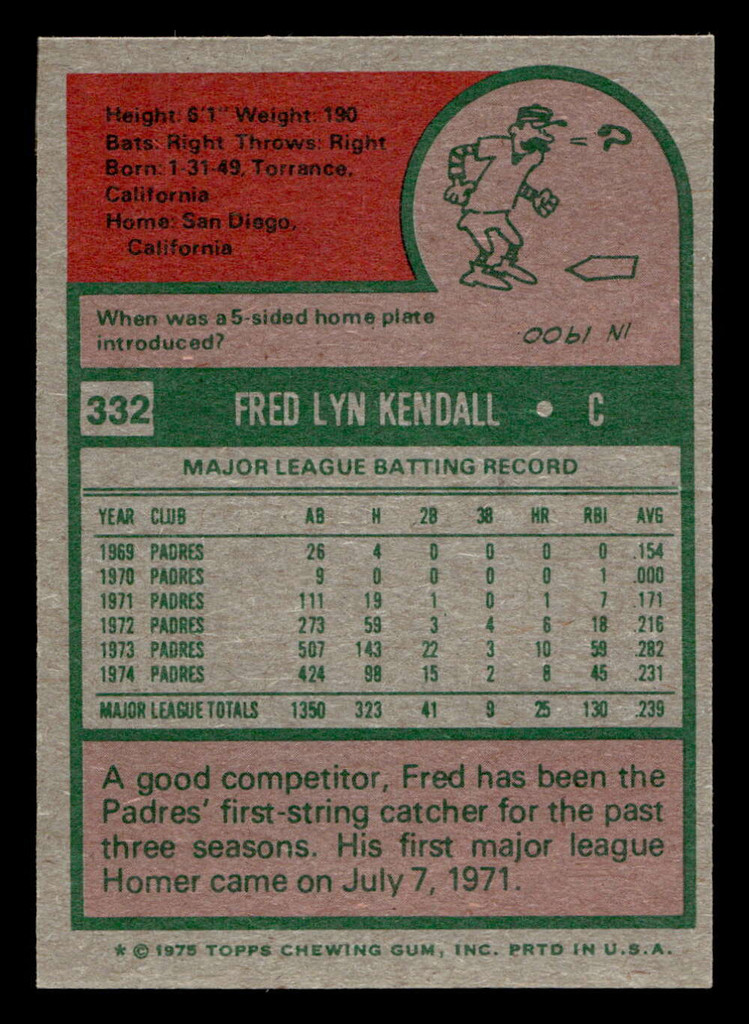 Height: 6'1" Weight: 190
Bats: Right Throws: Right
Born: 1-31-49, Torrance,
California
Home: San Diego,
California
When was a 5-sided home plate
introduced?
IN 1900
332 FRED LYN KENDALL • C
MAJOR LEAGUE BATTING RECORD
YEAR CLUB AB H 2B 3B HR RBI AVG
1969 PADRES 26 4 0 0 0 0 .154
1970 PADRES 9 0 0 0 0 1 .000
1971 PADRES 111 19 1 0 1 7 .171
1972 PADRES 273 59 3 4 6 18 .216
1973 PADRES 507 143 22 3 10 59 .282
1974 PADRES 424 98 15 2 8 45 .231
MAJOR LEAGUE TOTALS 1350 323 41 9 25 130 .239
A good competitor, Fred has been the
Padres' first-string catcher for the past
three seasons. His first major league
Homer came on July 7, 1971.
* © 1975 TOPPS CHEWING GUM, INC. PRTD IN U.S.A.